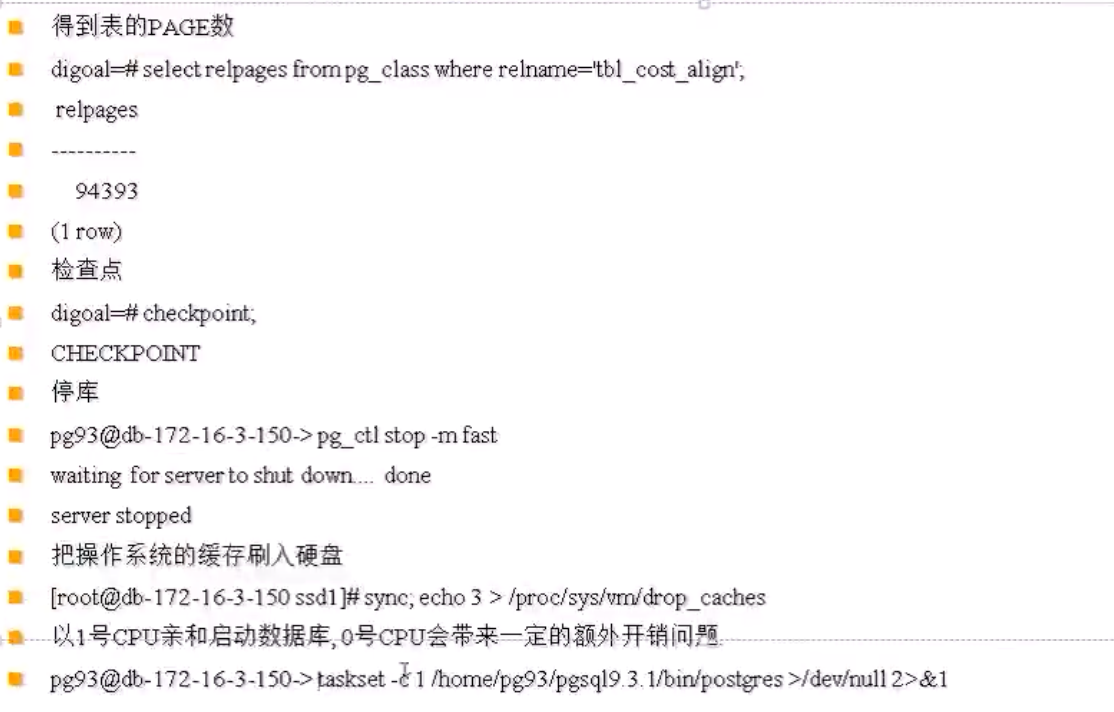 得到表的PAGE数
digoal=# select relpages from pg_class where relname='tbl_cost_align';
relpages
----------
94393
(1 row)
检查点
digoal=# checkpoint;
CHECKPOINT
停库
pg93@db-172-16-3-150-> pg_ctl stop -m fast
waiting for server to shut down.... done
server stopped
把操作系统的缓存刷入硬盘
[root@db-172-16-3-150 ssd1]# sync; echo 3 > /proc/sys/vm/drop_caches
以1号CPU亲和启动数据库, 0号CPU会带来一定的额外开销问题.
pg93@db-172-16-3-150-> taskset -c 1 /home/pg93/pgsql9.3.1/bin/postgres >/dev/null 2>&1